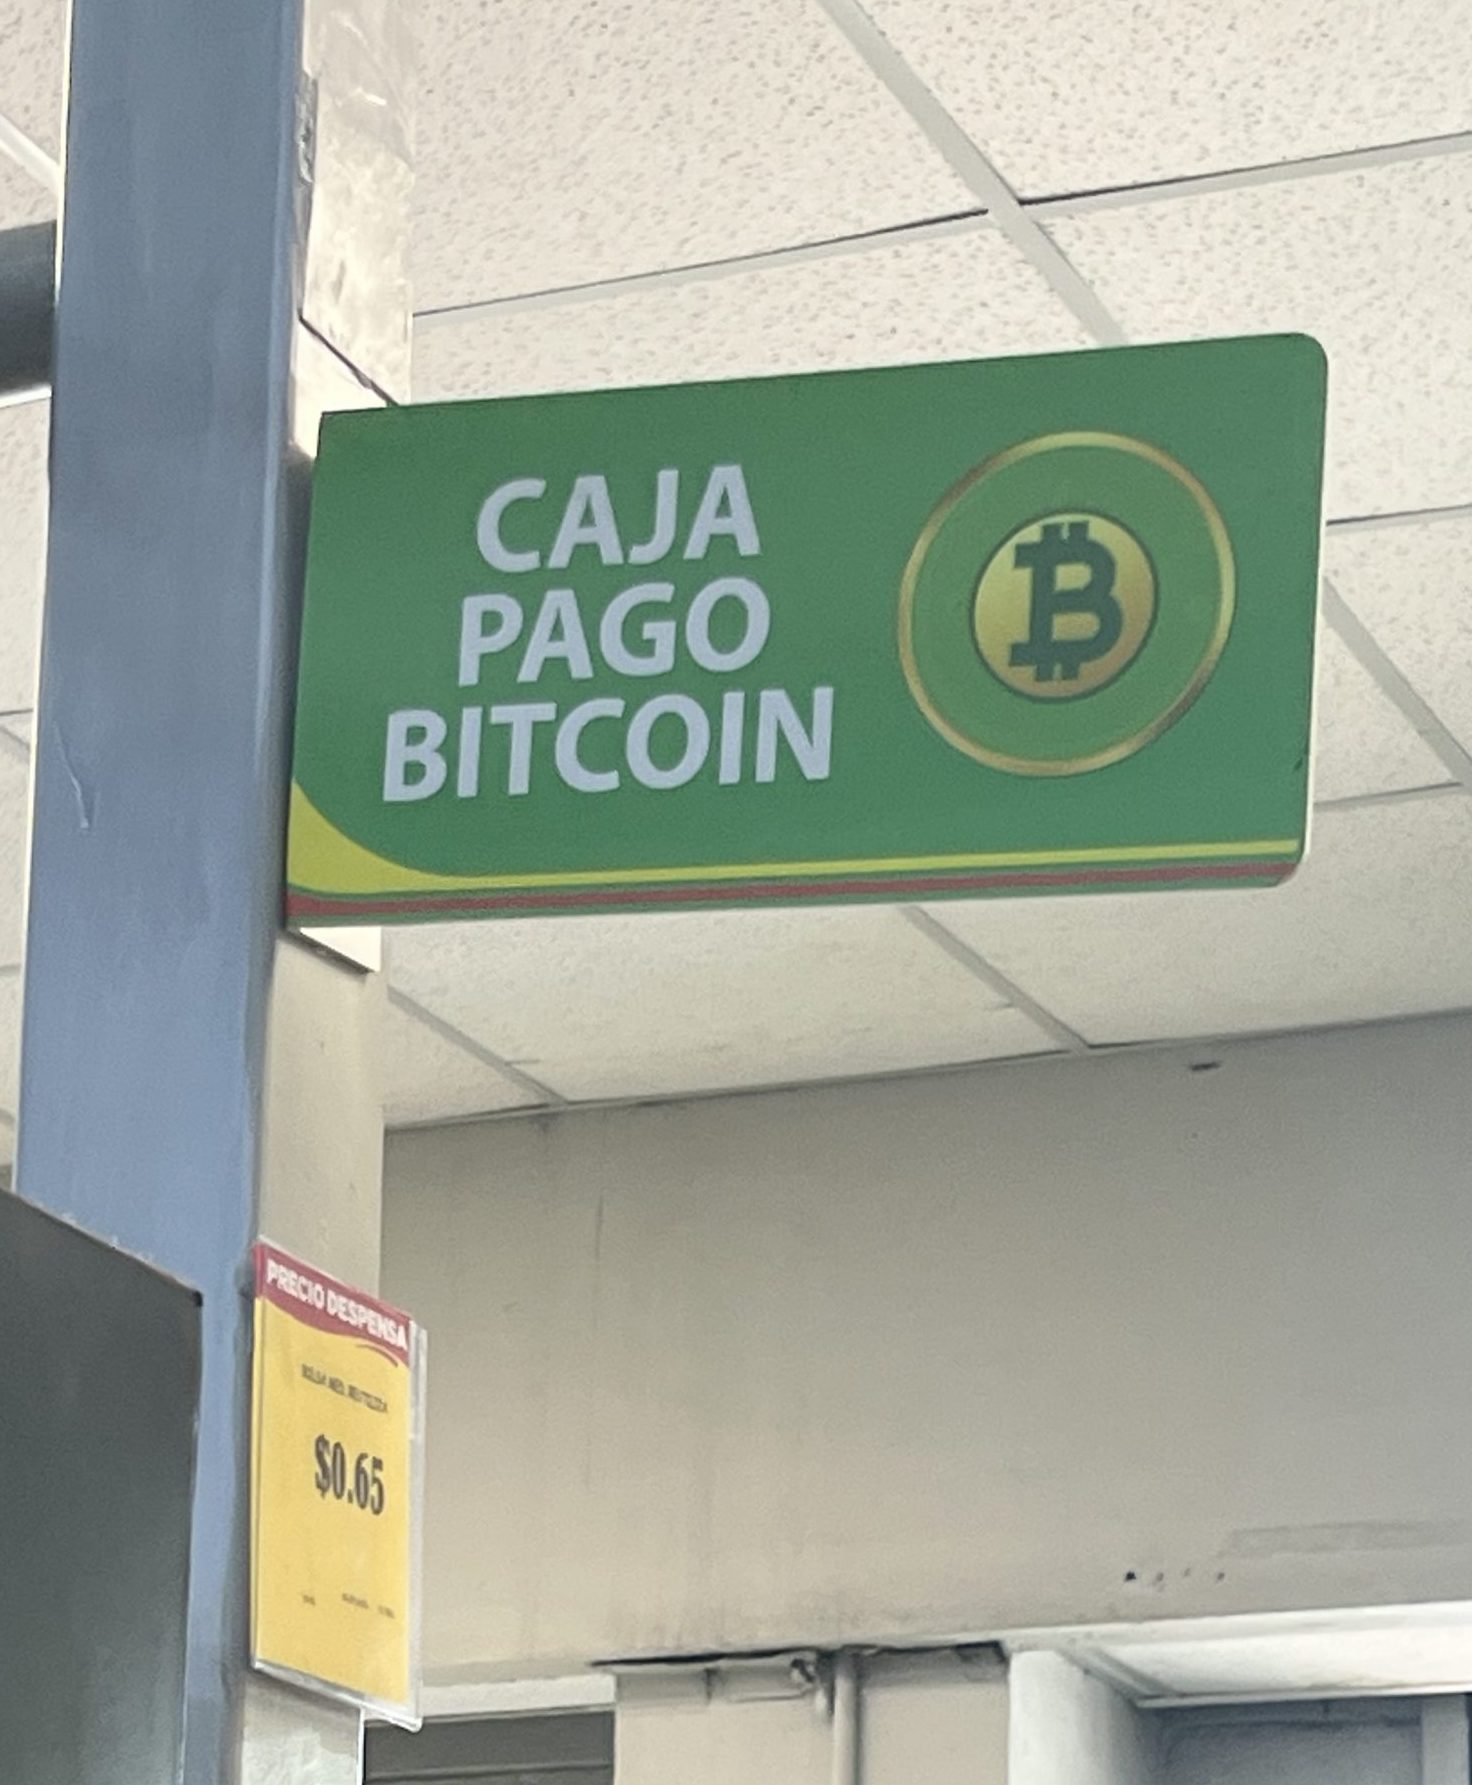 CAJA
PAGO
BITCOIN
PRECIO DESPENSA
$0.65